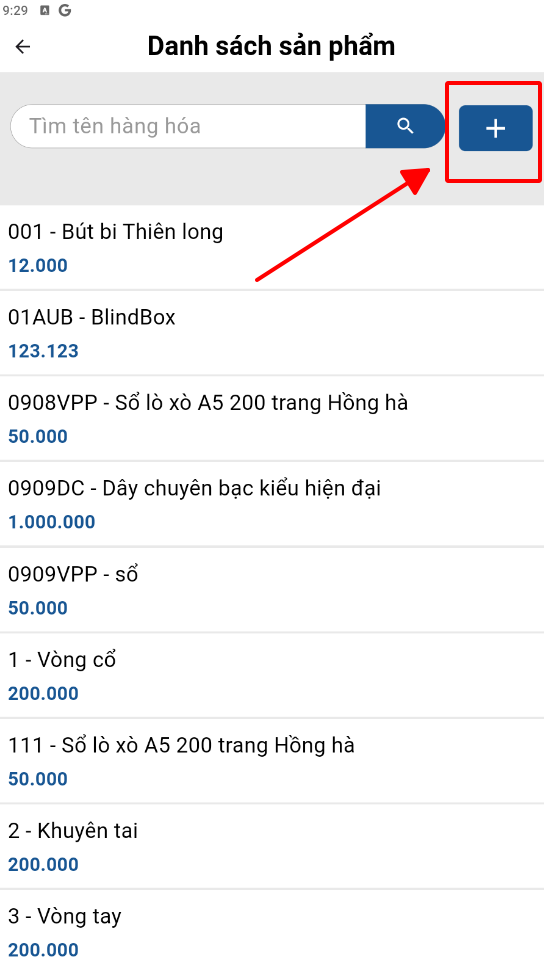 9:29
Danh sách sản phẩm
Tìm tên hàng hóa
001 - Bút bi Thiên long
12.000
01AUB - BlindBox
123.123
0908VPP - Sổ lò xò A5 200 trang Hồng hà
50.000
0909DC - Dây chuyên bạc kiểu hiện đại
1.000.000
0909VPP - sổ
50.000
1 - Vòng cổ
200.000
111 - Sổ lò xò A5 200 trang Hồng hà
50.000
2 - Khuyên tai
200.000
3 - Vòng tay
200.000